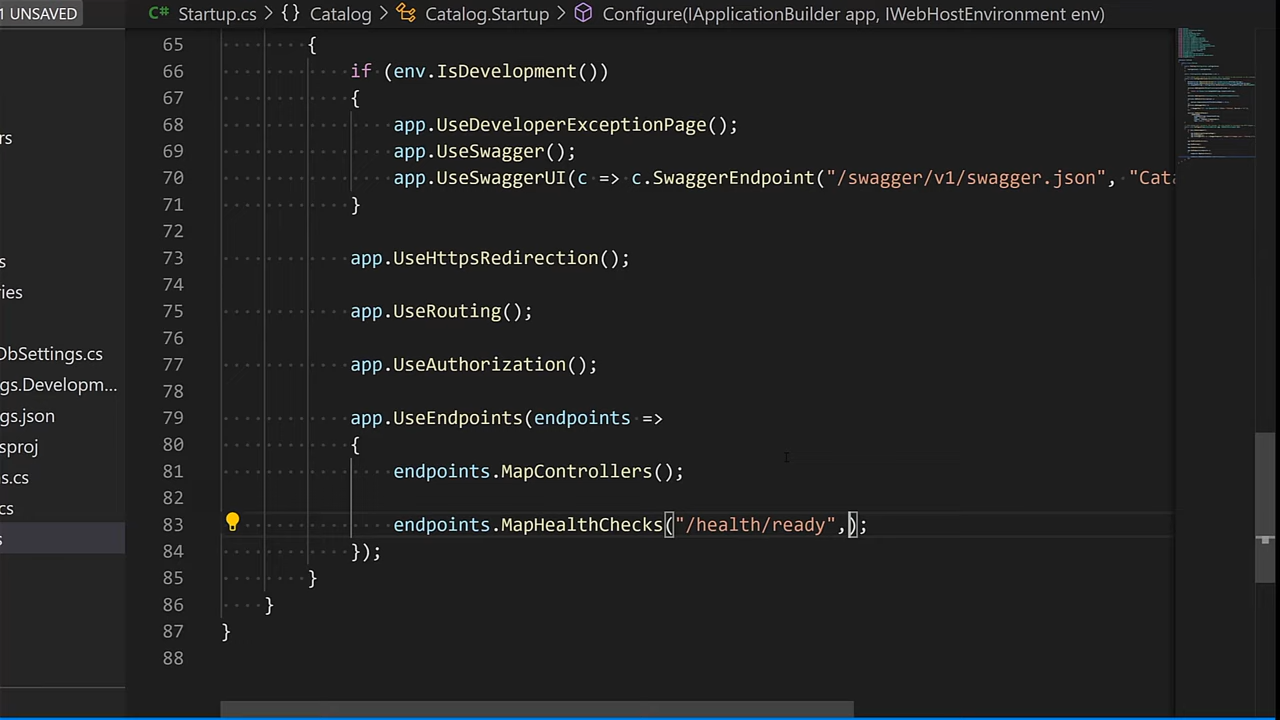 1 UNSAVED
Startup.cs > {} Catalog > Catalog.Startup > Configure(IApplicationBuilder app, IWebHostEnvironment env)
65 {
66 if (env.IsDevelopment())
67 {
68 app.UseDeveloperExceptionPage();
69 app.UseSwagger();
70 app.UseSwaggerUI(c => c.SwaggerEndpoint("/swagger/v1/swagger.json", "Cata
71 }
72
73 app.UseHttpsRedirection();
74
75 app.UseRouting();
76
77 app.UseAuthorization();
78
79 app.UseEndpoints(endpoints =>
80 {
81 endpoints.MapControllers();
82
83 endpoints.MapHealthChecks("/health/ready",);
84 });
85 }
86 }
87 }
88
rs
s
ries
DbSettings.cs
gs.Developm...
gs.json
sproj
ns.cs
cs
s